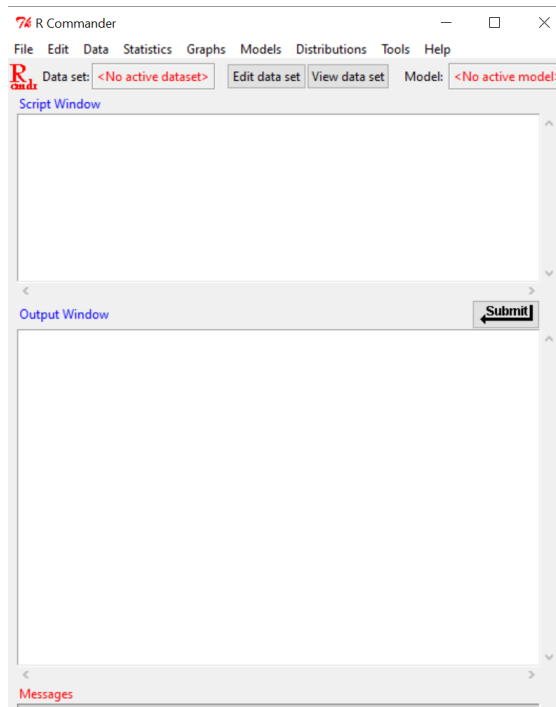 R Commander
File Edit Data Statistics Graphs Models Distributions Tools Help
R cmdr Data set: <No active dataset> Edit data set View data set Model: <No active model>
Script Window
Output Window Submit
Messages